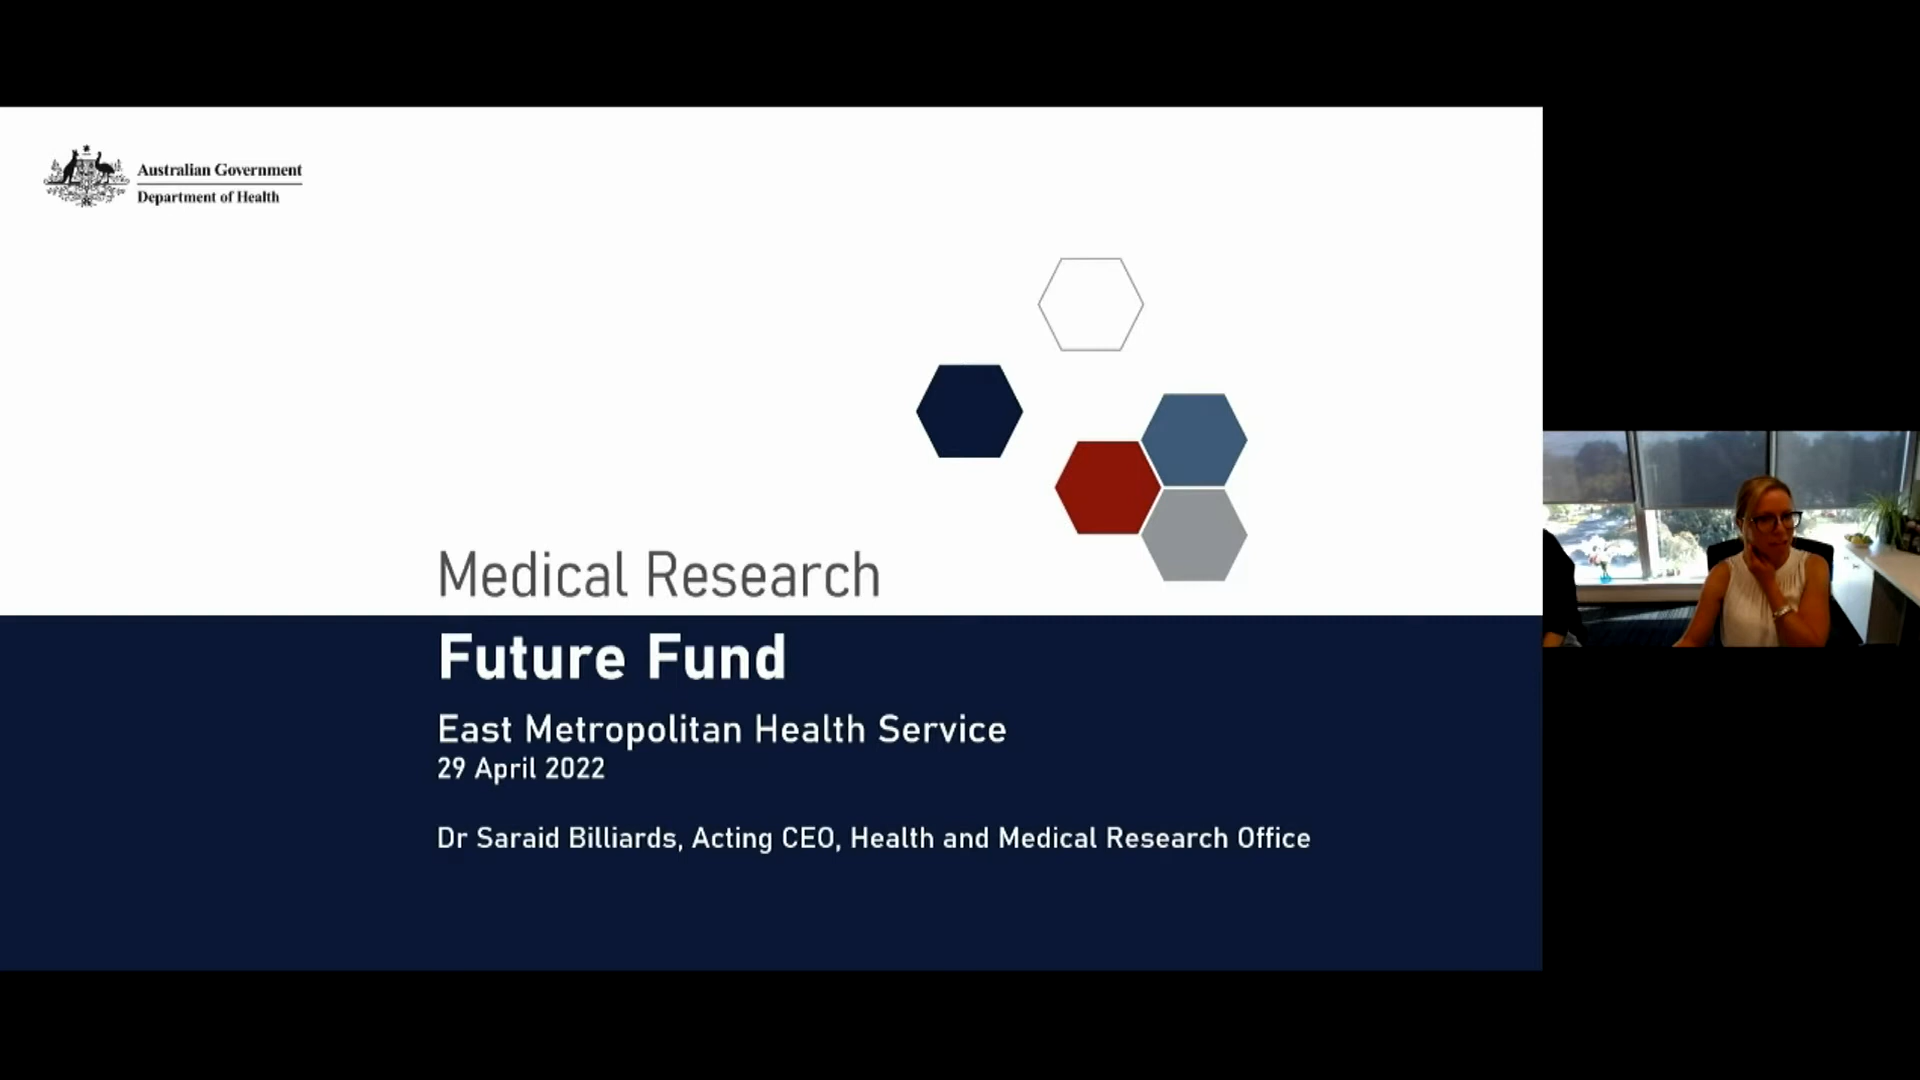 Australian Government
Department of Health
Medical Research
Future Fund
East Metropolitan Health Service
29 April 2022
Dr Saraid Billiards, Acting CEO, Health and Medical Research Office